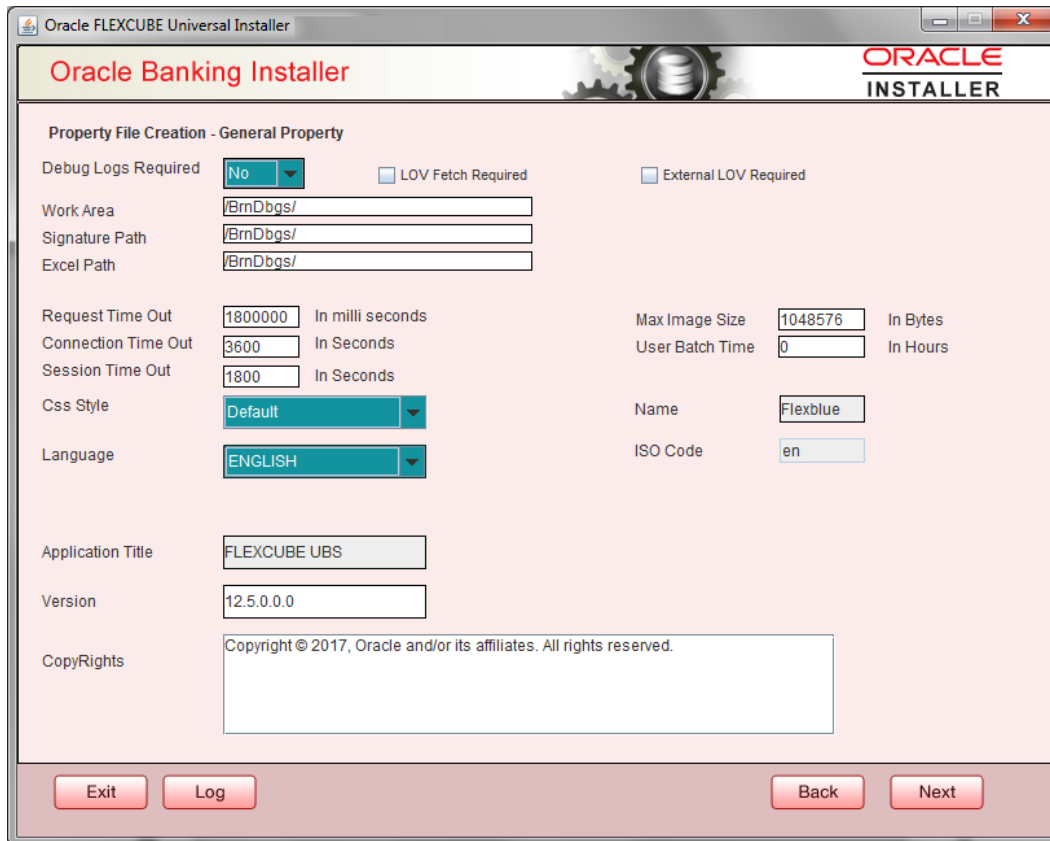 Oracle FLEXCUBE Universal Installer
Oracle Banking Installer
ORACLE
INSTALLER
Property File Creation - General Property
Debug Logs Required No LOV Fetch Required External LOV Required
Work Area /BrnDbgs/
Signature Path /BrnDbgs/
Excel Path /BrnDbgs/
Request Time Out 1800000 In milli seconds Max Image Size 1048576 In Bytes
Connection Time Out 3600 In Seconds User Batch Time 0 In Hours
Session Time Out 1800 In Seconds
Css Style Default Name Flexblue
Language ENGLISH ISO Code en
Application Title FLEXCUBE UBS
Version 12.5.0.0.0
CopyRights Copyright © 2017, Oracle and/or its affiliates. All rights reserved.
Exit Log Back Next